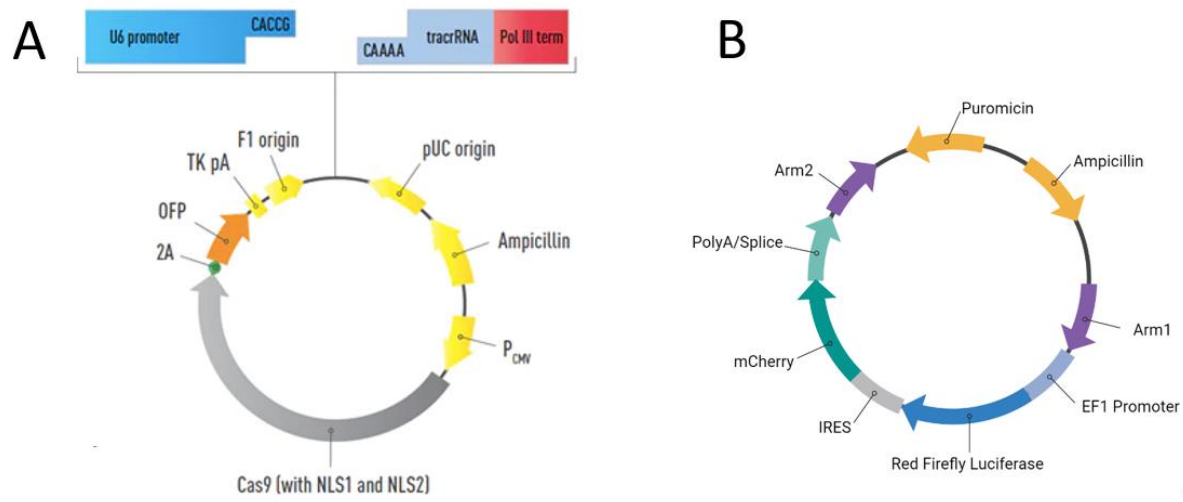 A
U6 promoter
CACCG
CAAAA
tracrRNA
Pol III term
F1 origin
TK pA
OFP
2A
pUC origin
Ampicillin
PCMV
Cas9 (with NLS1 and NLS2)
B
Puromicin
Ampicillin
Arm2
PolyA/Splice
Arm1
mCherry
EF1 Promoter
IRES
Red Firefly Luciferase